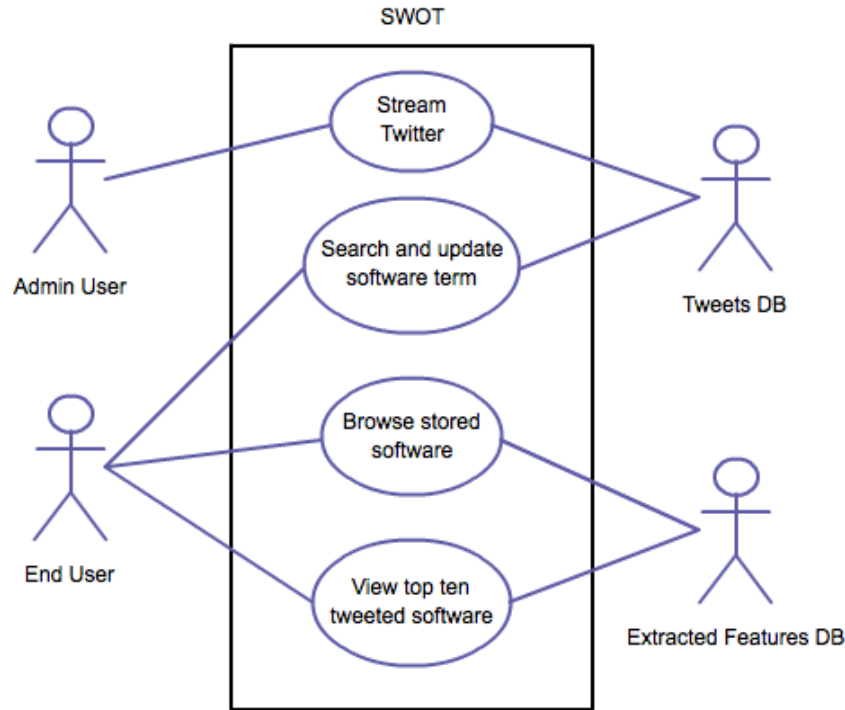 SWOT
Stream
Twitter
Search and update
software term
Admin User
Tweets DB
Browse stored
software
End User
View top ten
tweeted software
Extracted Features DB